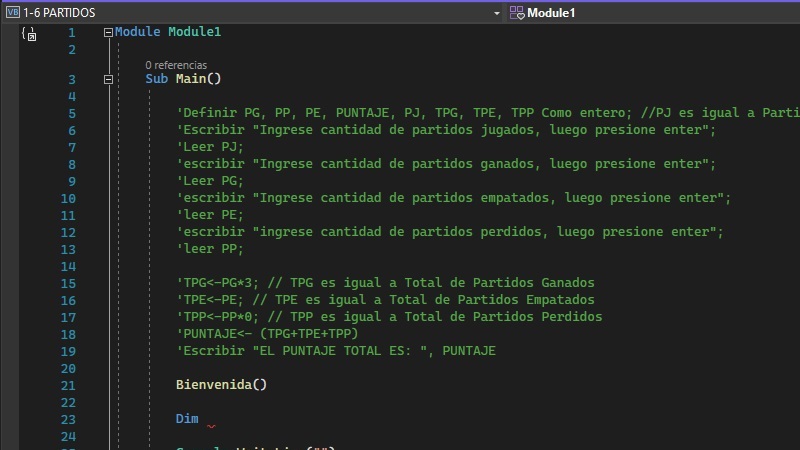 VB 1-6 PARTIDOS Module1
1 Module Module1
2
0 referencias
3 Sub Main()
4
5 'Definir PG, PP, PE, PUNTAJE, PJ, TPG, TPE, TPP Como entero; //PJ es igual a Parti
6 'Escribir "Ingrese cantidad de partidos jugados, luego presione enter";
7 'Leer PJ;
8 'escribir "Ingrese cantidad de partidos ganados, luego presione enter";
9 'Leer PG;
10 'escribir "Ingrese cantidad de partidos empatados, luego presione enter";
11 'leer PE;
12 'escribir "ingrese cantidad de partidos perdidos, luego presione enter";
13 'leer PP;
14
15 'TPG<-PG*3; // TPG es igual a Total de Partidos Ganados
16 'TPE<-PE; // TPE es igual a Total de Partidos Empatados
17 'TPP<-PP*0; // TPP es igual a Total de Partidos Perdidos
18 'PUNTAJE<- (TPG+TPE+TPP)
19 'Escribir "EL PUNTAJE TOTAL ES: ", PUNTAJE
20
21 Bienvenida()
22
23 Dim
24